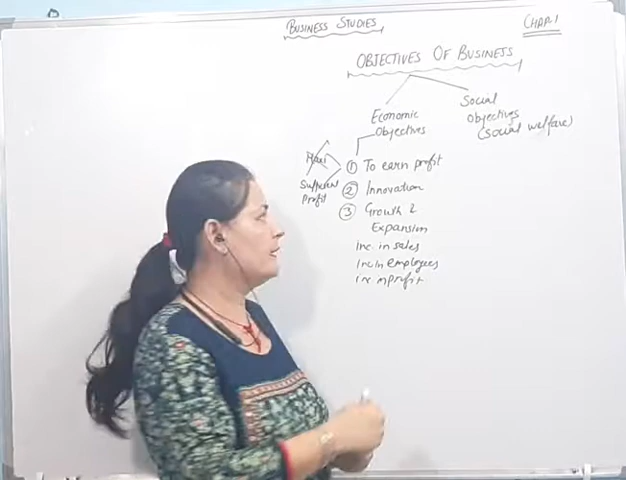 BUSINESS STUDIES
CHAP. 1
OBJECTIVES OF BUSINESS
Economic
Objectives
Social
Objectives
(social welfare)
① To earn profit
Sufficient
profit
② Innovation
③ Growth &
Expansion
Inc. in sales
Inc in employees
inc in profit